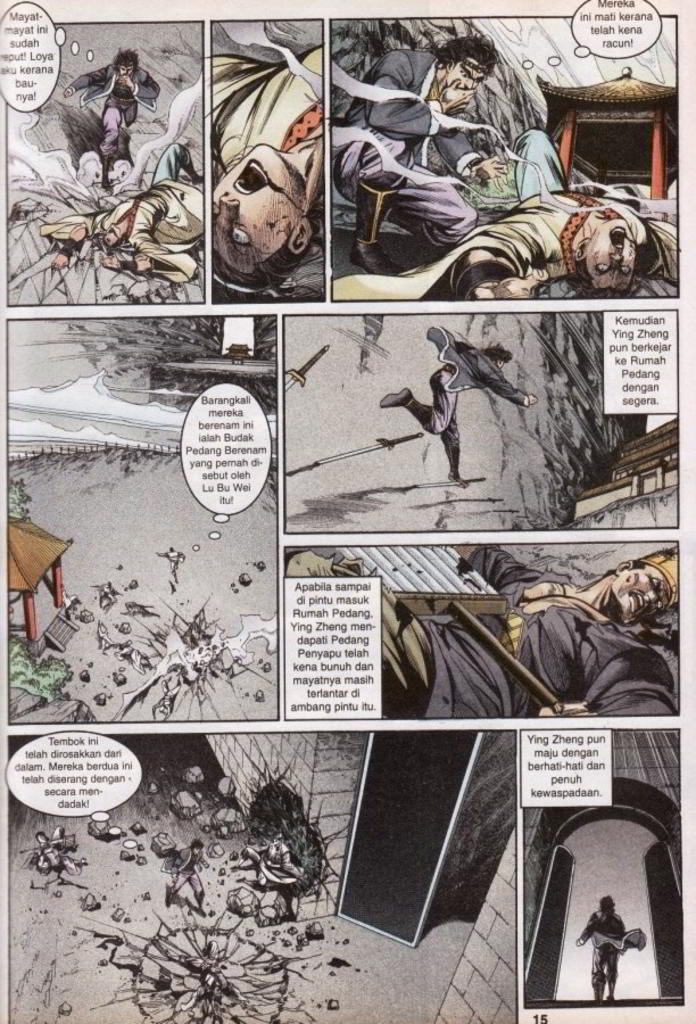 Mayat-
mayat ini
sudah
reput! Loya
aku kerana
bau-
nya!
Mereka
ini mati kerana
telah kena
racun!
Barangkali
mereka
berenam ini
ialah Budak
Pedang Berenam
yang pernah di-
sebut oleh
Lu Bu Wei
itu!
Kemudian
Ying Zheng
pun berkejar
ke Rumah
Pedang
dengan
segera.
Apabila sampai
di pintu masuk
Rumah Pedang,
Ying Zheng men-
dapati Pedang
Penyapu telah
kena bunuh dan
mayatnya masih
terlantar di
ambang pintu itu.
Tembok ini
telah dirosakkan dari
dalam. Mereka berdua ini
telah diserang dengan
secara men-
dadak!
Ying Zheng pun
maju dengan
berhati-hati dan
penuh
kewaspadaan.
15